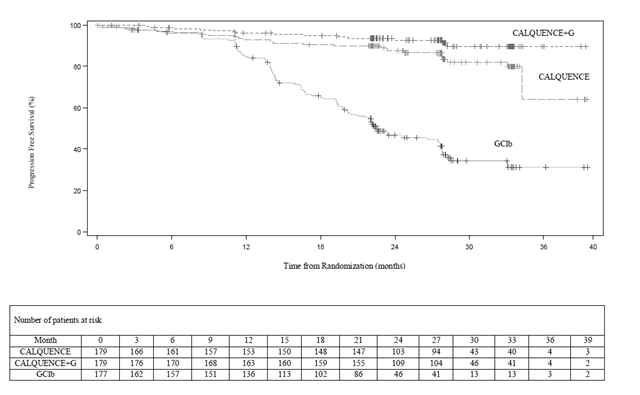 100
80
60
40
20
0
Progression Free Survival (%)
CALQUENCE+G
CALQUENCE
GClb
0 6 12 18 24 30 36 40
Time from Randomization (months)
Number of patients at risk
Month 0 3 6 9 12 15 18 21 24 27 30 33 36 39
CALQUENCE 179 166 161 157 153 150 148 147 103 94 43 40 4 3
CALQUENCE+G 179 176 170 168 163 160 159 155 109 104 46 41 4 2
GClb 177 162 157 151 136 113 102 86 46 41 13 13 3 2